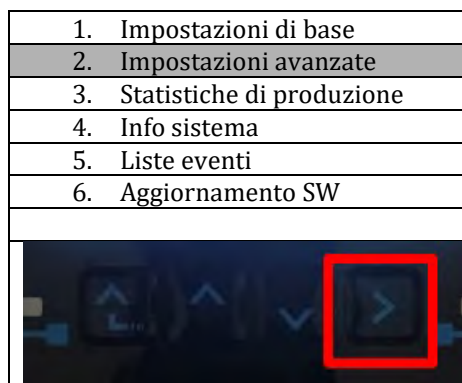 1. Impostazioni di base
2. Impostazioni avanzate
3. Statistiche di produzione
4. Info sistema
5. Liste eventi
6. Aggiornamento SW